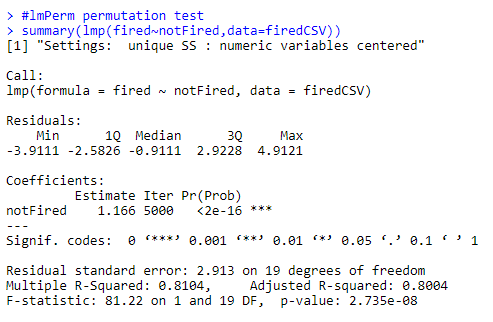 > #lmPerm permutation test
> summary(lmp(fired~notFired,data=firedCSV))
[1] "Settings:  unique SS : numeric variables centered"
Call:
lmp(formula = fired ~ notFired, data = firedCSV)
Residuals:
    Min      1Q  Median      3Q     Max
-3.9111 -2.5826 -0.9111  2.9228  4.9121
Coefficients:
         Estimate Iter Pr(Prob)
notFired    1.166 5000   <2e-16 ***
---
Signif. codes:  0 ‘***’ 0.001 ‘**’ 0.01 ‘*’ 0.05 ‘.’ 0.1 ‘ ’ 1
Residual standard error: 2.913 on 19 degrees of freedom
Multiple R-Squared: 0.8104,     Adjusted R-squared: 0.8004
F-statistic: 81.22 on 1 and 19 DF,  p-value: 2.735e-08